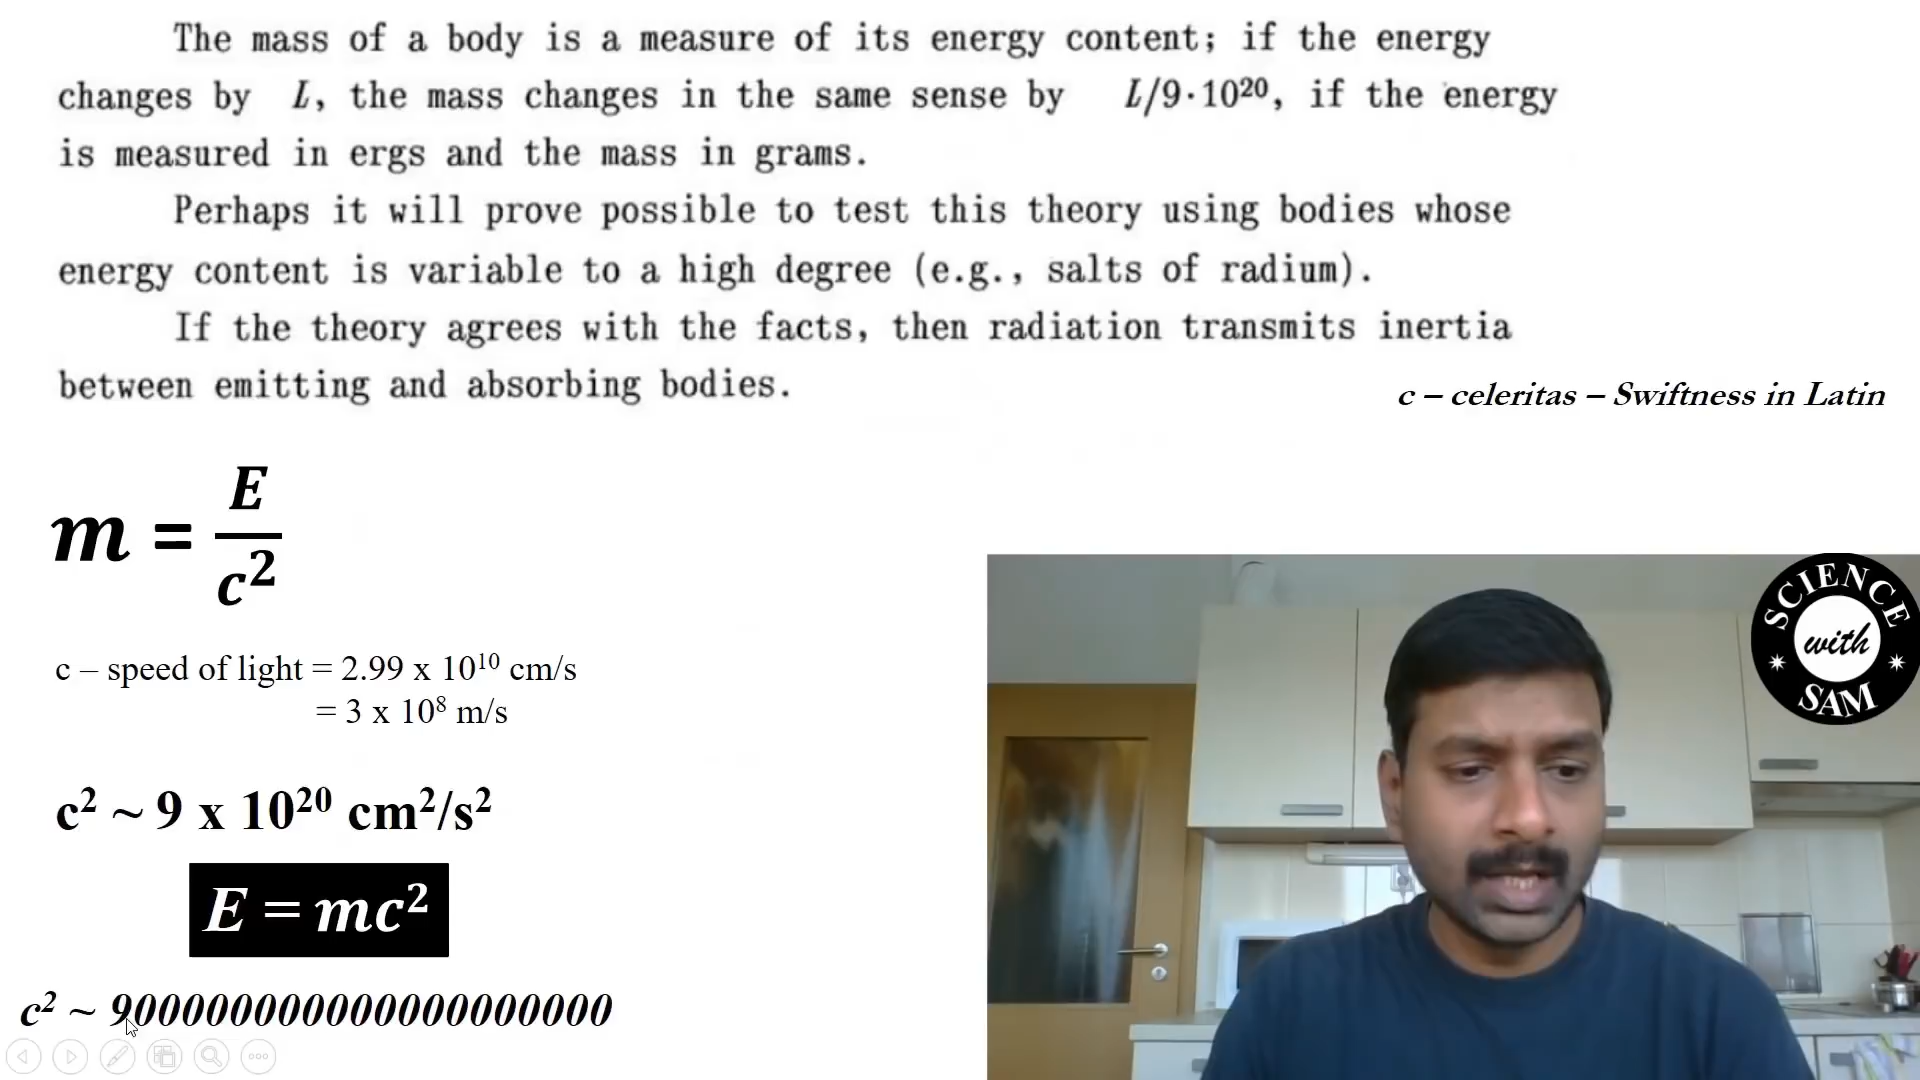 The mass of a body is a measure of its energy content; if the energy
changes by L, the mass changes in the same sense by L/9·10²⁰, if the energy
is measured in ergs and the mass in grams.
Perhaps it will prove possible to test this theory using bodies whose
energy content is variable to a high degree (e.g., salts of radium).
If the theory agrees with the facts, then radiation transmits inertia
between emitting and absorbing bodies.
c – celeritas – Swiftness in Latin
m = E/c²
c – speed of light = 2.99 x 10¹⁰ cm/s
= 3 x 10⁸ m/s
c² ~ 9 x 10²⁰ cm²/s²
E = mc²
c² ~ 900000000000000000000
SCIENCE
with
SAM